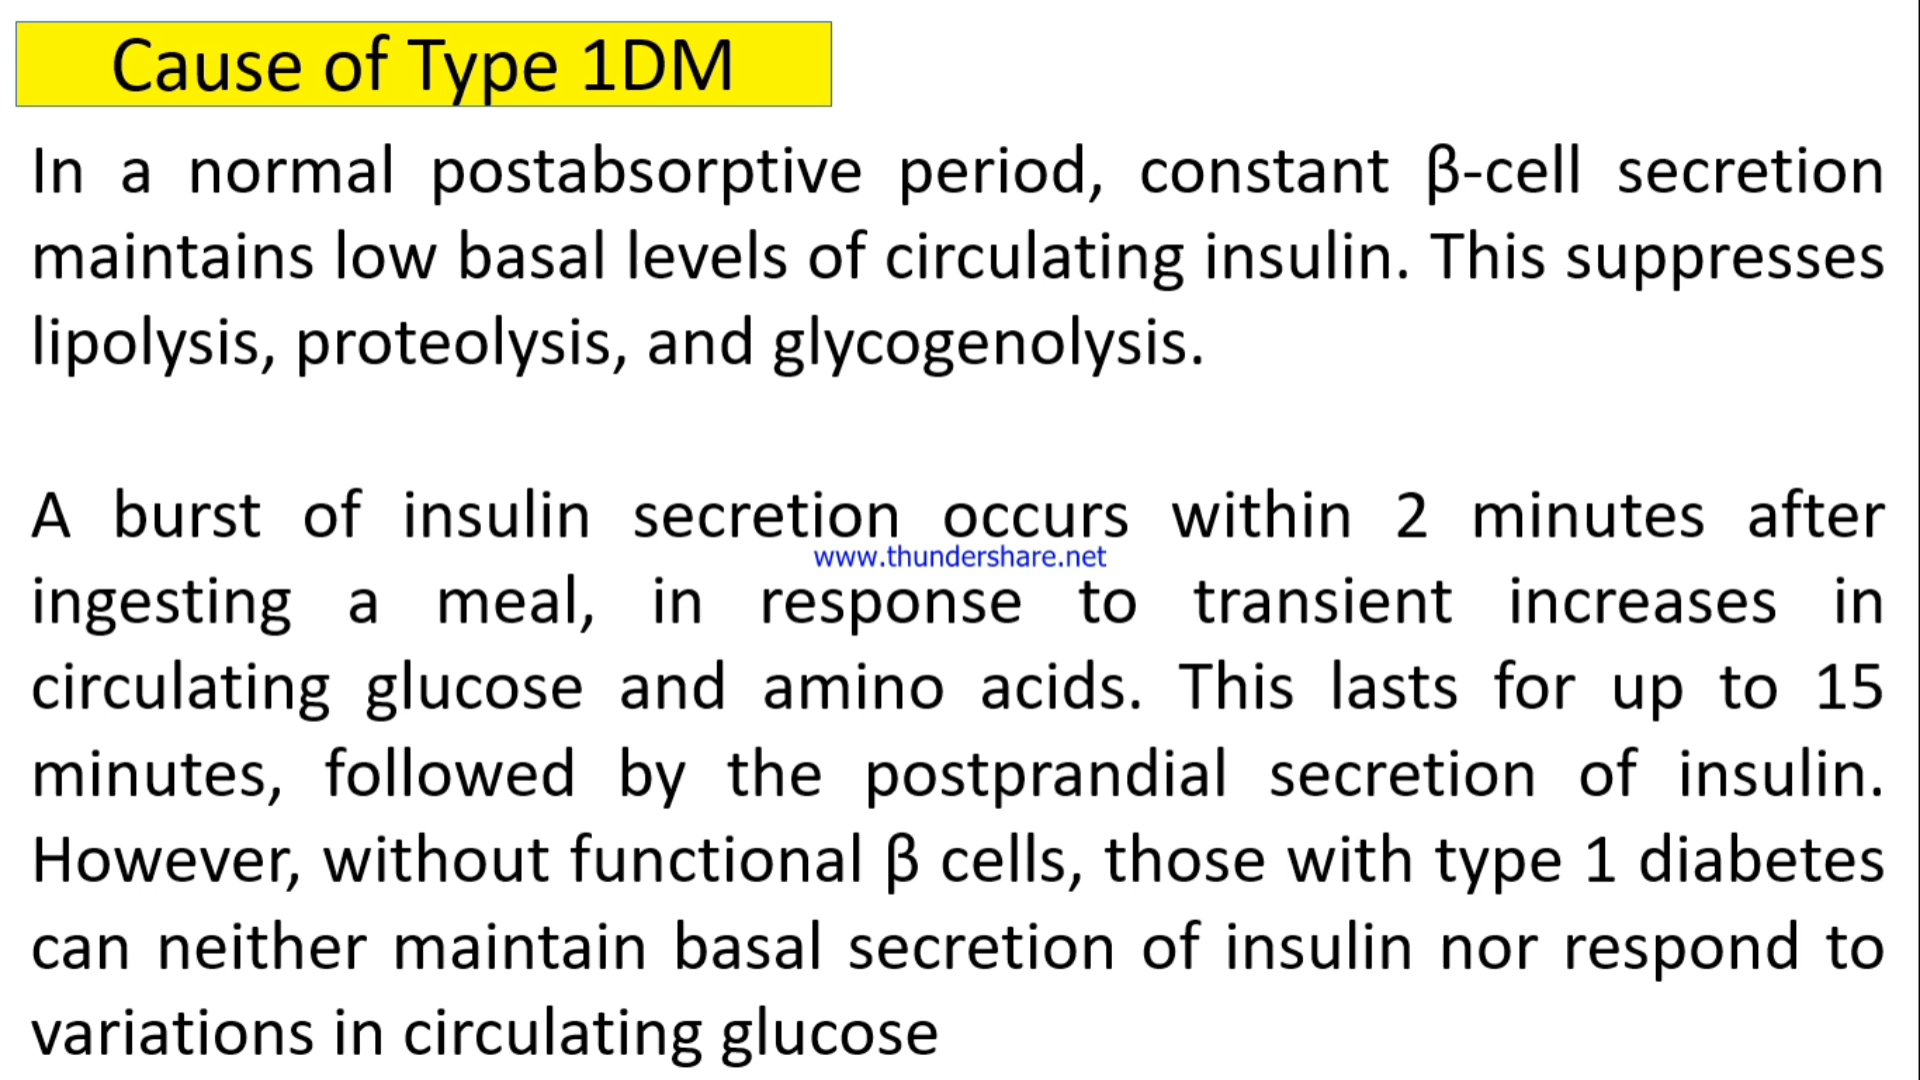 Cause of Type 1DM
In a normal postabsorptive period, constant β-cell secretion
maintains low basal levels of circulating insulin. This suppresses
lipolysis, proteolysis, and glycogenolysis.
A burst of insulin secretion occurs within 2 minutes after
www.thundershare.net
ingesting a meal, in response to transient increases in
circulating glucose and amino acids. This lasts for up to 15
minutes, followed by the postprandial secretion of insulin.
However, without functional β cells, those with type 1 diabetes
can neither maintain basal secretion of insulin nor respond to
variations in circulating glucose